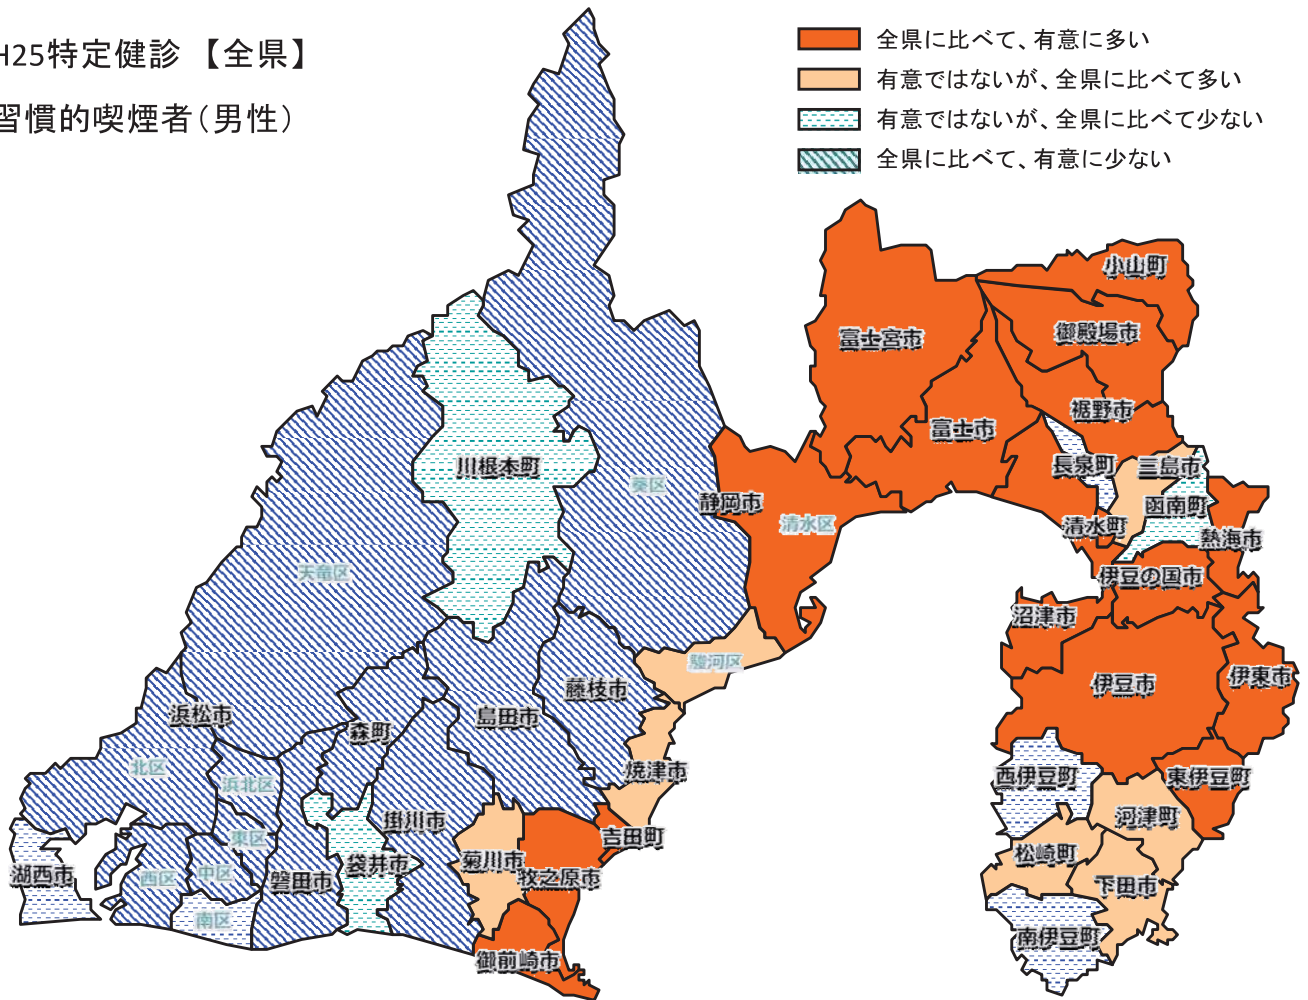 H25特定健診 【全県】
習慣的喫煙者(男性)
全県に比べて、有意に多い
有意ではないが、全県に比べて多い
有意ではないが、全県に比べて少ない
全県に比べて、有意に少ない
小山町
富士宮市
御殿場市
裾野市
富士市
川根本町
長泉町
三島市
葵区
静岡市
函南町
清水区
清水町
熱海市
天竜区
伊豆の国市
沼津市
駿河区
藤枝市
伊豆市
伊東市
浜松市
島田市
森町
北区
浜北区
焼津市
西伊豆町
東伊豆町
掛川市
河津町
東区
吉田町
湖西市
西区
中区
磐田市
袋井市
菊川市
牧之原市
松崎町
下田市
南区
南伊豆町
御前崎市